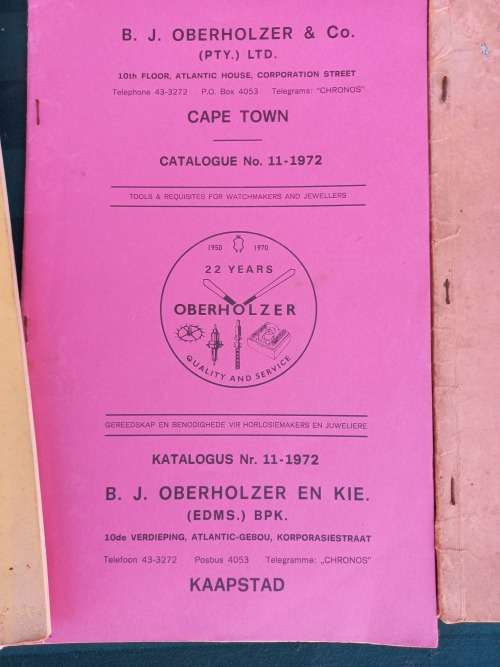 B. J. OBERHOLZER & Co.
(PTY.) LTD.
10th FLOOR, ATLANTIC HOUSE, CORPORATION STREET
Telephone 43-3272 P.O. Box 4053 Telegrams: "CHRONOS"
CAPE TOWN
CATALOGUE No. 11-1972
TOOLS & REQUISITES FOR WATCHMAKERS AND JEWELLERS
1950 1970
22 YEARS
OBERHOLZER
QUALITY AND SERVICE
GEREEDSKAP EN BENODIGHEDE VIR HORLOSIEMAKERS EN JUWELIERE
KATALOGUS Nr. 11-1972
B. J. OBERHOLZER EN KIE.
(EDMS.) BPK.
10de VERDIEPING, ATLANTIC-GEBOU, KORPORASIESTRAAT
Telefoon 43-3272 Posbus 4053 Telegramme: „CHRONOS"
KAAPSTAD